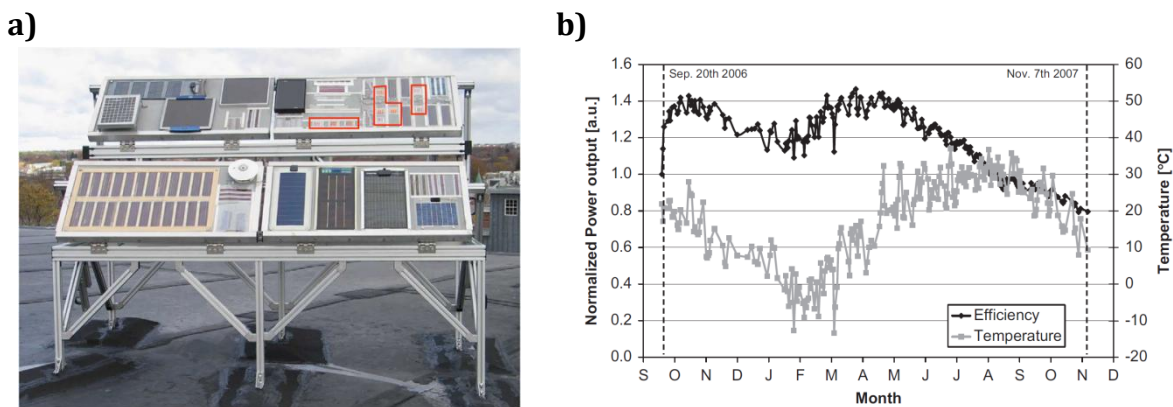 a)
b)
Sep. 20th 2006
Nov. 7th 2007
Normalized Power output [a.u.]
1.6
1.4
1.2
1.0
0.8
0.6
0.4
0.2
0.0
60
50
40
30
20
10
0
-10
-20
Temperature [°C]
Efficiency
Temperature
S O N D J F M A M J J A S O N D
Month